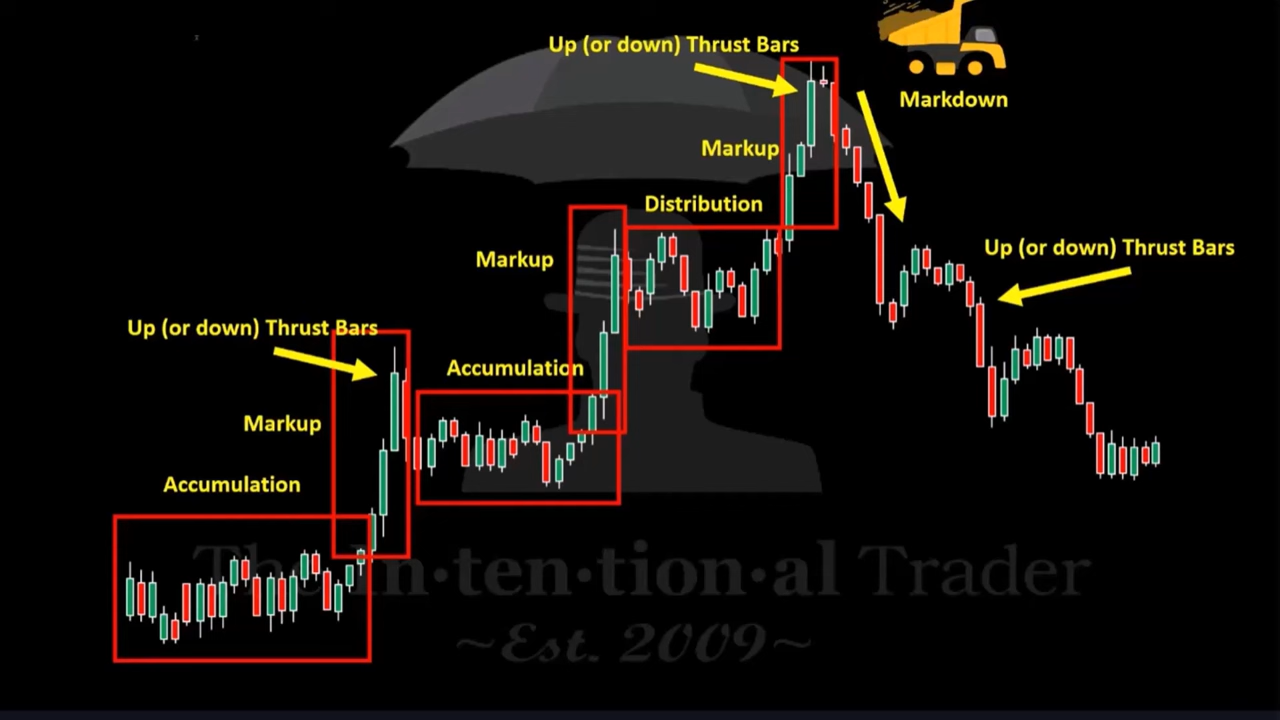 Up (or down) Thrust Bars
Markdown
Markup
Distribution
Up (or down) Thrust Bars
Markup
Up (or down) Thrust Bars
Accumulation
Markup
Accumulation
The In·ten·tion·al Trader
~Est. 2009~